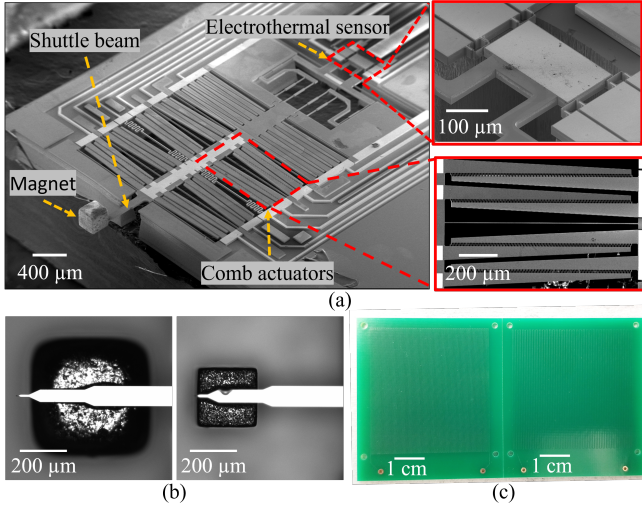 Electrothermal sensor
Shuttle beam
100 µm
Magnet
400 µm
Comb actuators
200 µm
(a)
200 µm
200 µm
1 cm
1 cm
(b)
(c)